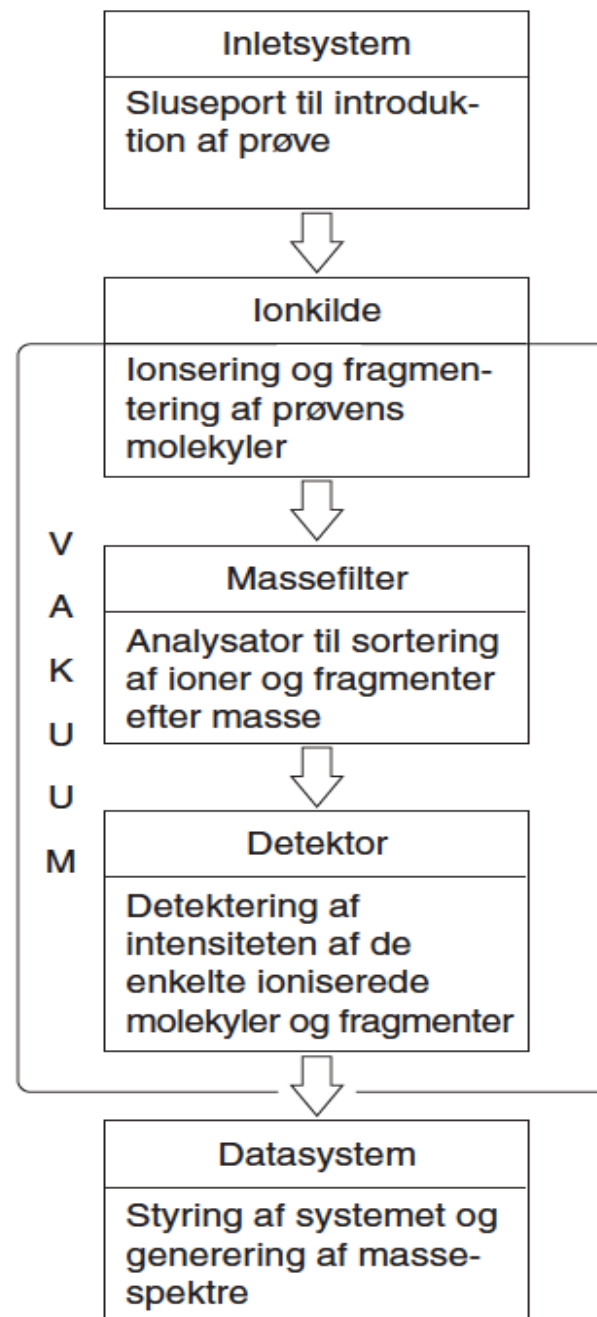 Inletsystem
Sluseport til introduk-
tion af prøve
Ionkilde
Ionsering og fragmen-
tering af prøvens
molekyler
V
A
K
U
U
M
Massefilter
Analysator til sortering
af ioner og fragmenter
efter masse
Detektor
Detektering af
intensiteten af de
enkelte ioniserede
molekyler og fragmenter
Datasystem
Styring af systemet og
generering af masse-
spektre